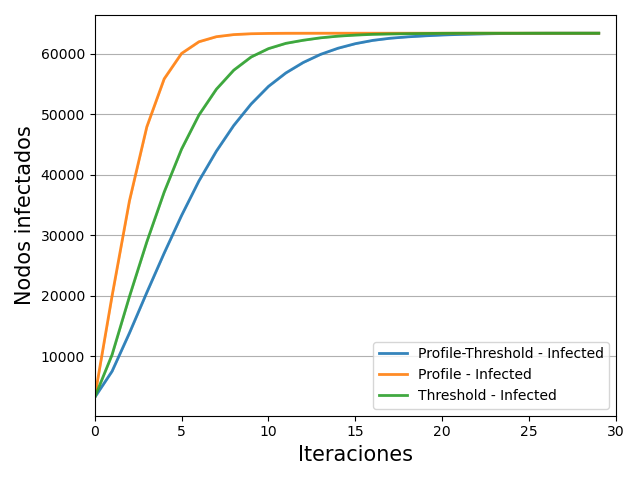 60000
50000
40000
30000
20000
10000
Nodos infectados
Profile-Threshold - Infected
Profile - Infected
Threshold - Infected
0 5 10 15 20 25 30
Iteraciones